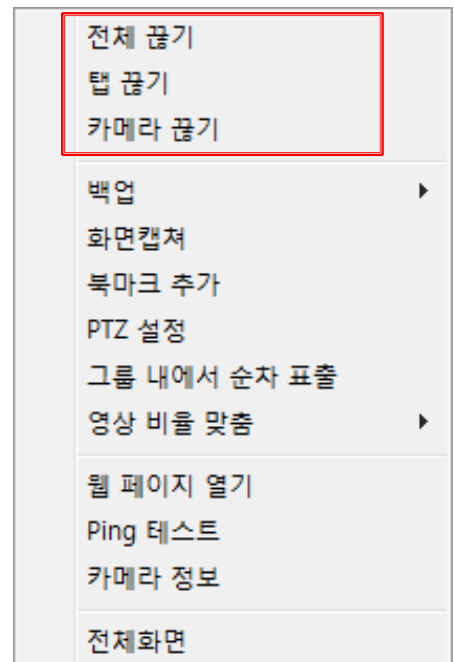 전체 끊기
탭 끊기
카메라 끊기
백업
화면캡쳐
북마크 추가
PTZ 설정
그룹 내에서 순차 표출
영상 비율 맞춤
웹 페이지 열기
Ping 테스트
카메라 정보
전체화면